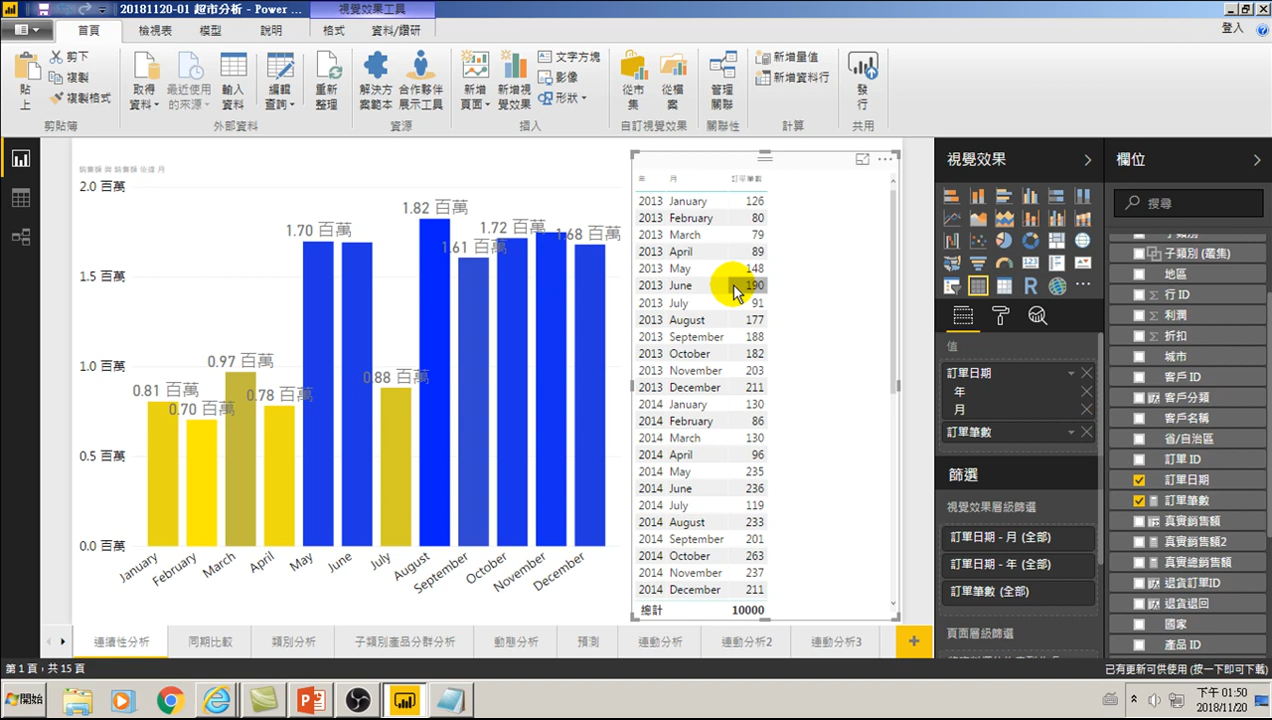 20181120-01 超市分析 - Power ...
視覺效果工具
首頁
檢視表
模型
說明
格式
資料/鑽研
登入
貼上
剪下
複製
複製格式
剪貼簿
取得資料
最近使用的來源
輸入資料
編輯查詢
外部資料
重新整理
解決方案範本
合作夥伴展示工具
資源
新增頁面
新增視覺效果
文字方塊
影像
形狀
插入
從市集
從檔案
自訂視覺效果
管理關聯
關聯性
新增量值
新增資料行
計算
發行
共用
2.0 百萬
1.5 百萬
1.0 百萬
0.5 百萬
0.0 百萬
0.81 百萬
0.70 百萬
0.97 百萬
0.78 百萬
1.70 百萬
0.88 百萬
1.82 百萬
1.61 百萬
1.72 百萬
1.68 百萬
January
February
March
April
May
June
July
August
September
October
November
December
年 月 訂單筆數
2013 January 126
2013 February 80
2013 March 79
2013 April 89
2013 May 148
2013 June 190
2013 July 91
2013 August 177
2013 September 188
2013 October 182
2013 November 203
2013 December 211
2014 January 130
2014 February 86
2014 March 130
2014 April 96
2014 May 235
2014 June 236
2014 July 119
2014 August 233
2014 September 201
2014 October 263
2014 November 237
2014 December 211
總計 10000
視覺效果
值
訂單日期
年
月
訂單筆數
篩選
視覺效果層級篩選
訂單日期 - 月 (全部)
訂單日期 - 年 (全部)
訂單筆數 (全部)
頁面層級篩選
欄位
搜尋
子類別 (叢集)
地區
行 ID
利潤
折扣
城市
客戶 ID
客戶分類
客戶名稱
省/自治區
訂單 ID
訂單日期
訂單筆數
真實銷售額
真實銷售額2
真實總銷售額
退貨訂單ID
退貨退回
國家
產品 ID
連續性分析
同期比較
類別分析
子類別產品分群分析
動態分析
預測
連動分析
連動分析2
連動分析3
第 1 頁，共 15 頁
已有更新可供使用 (按一下即可下載)
開始
下午 01:50
2018/11/20